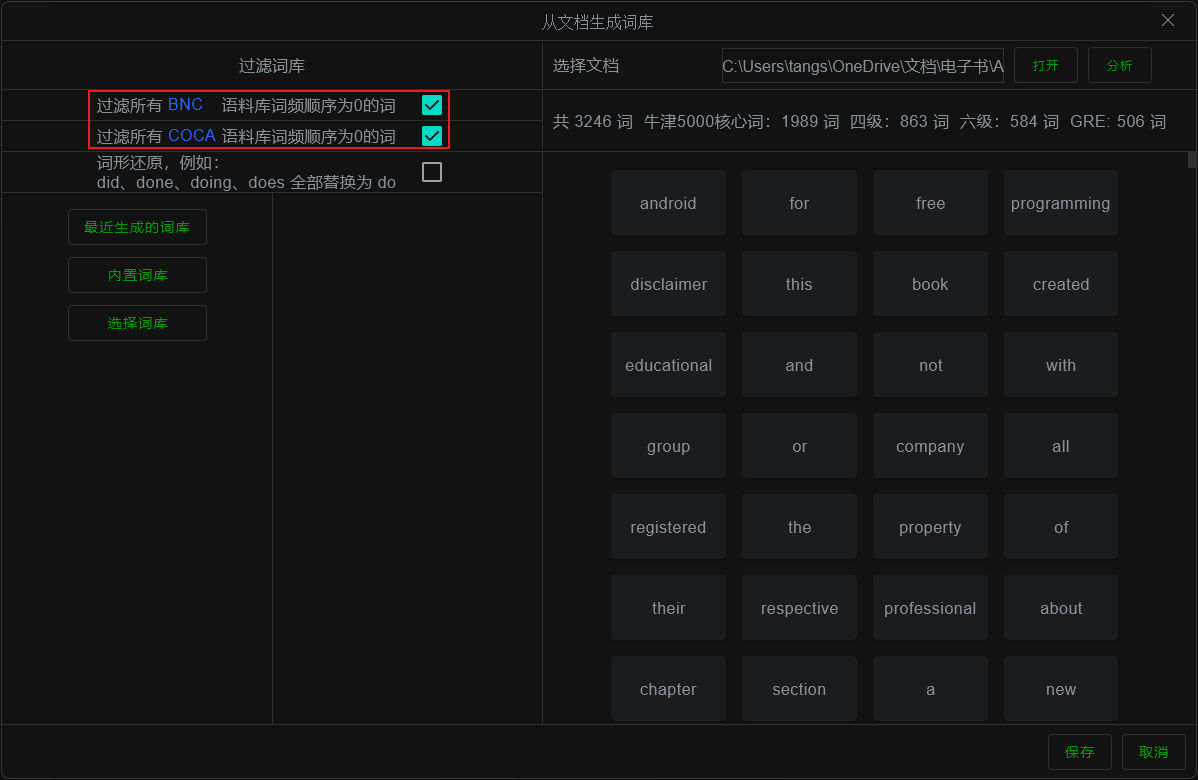 从文档生成词库
过滤词库
过滤所有 BNC 语料库词频顺序为0的词
过滤所有 COCA 语料库词频顺序为0的词
词形还原，例如：
did、done、doing、does 全部替换为 do
最近生成的词库
内置词库
选择词库
选择文档 C:\Users\tangs\OneDrive\文档\电子书\A 打开 分析
共 3246 词 牛津5000核心词：1989 词 四级：863 词 六级：584 词 GRE: 506 词
android for free programming
disclaimer this book created
educational and not with
group or company all
registered the property of
their respective professional about
chapter section a new
保存 取消